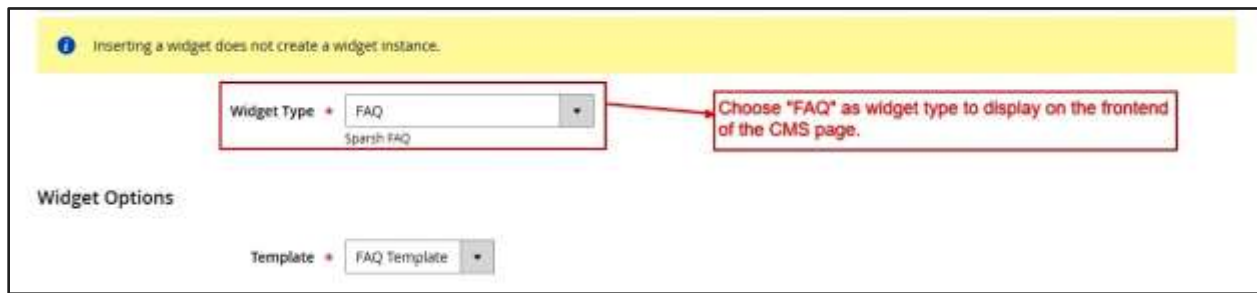 Inserting a widget does not create a widget instance.
Widget Type * FAQ
Sparsh FAQ
Choose "FAQ" as widget type to display on the frontend
of the CMS page.
Widget Options
Template * FAQ Template